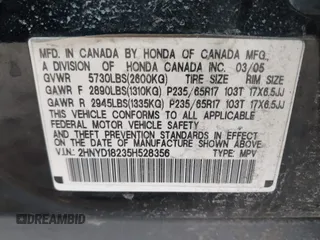 MFD. IN CANADA BY HONDA OF CANADA MFG.,
A DIVISION OF HONDA CANADA INC. 03/05
GVWR 5730LBS(2600KG) TIRE SIZE RIM SIZE
GAWR F 2890LBS(1310KG) P235/65R17 103T 17X6.5JJ
GAWR R 2945LBS(1335KG) P235/65R17 103T 17X6.5JJ
THIS VEHICLE CONFORMS TO ALL APPLICABLE
FEDERAL MOTOR VEHICLE SAFETY
AND THEFT PREVENTION STANDARDS IN EFFECT ON THE
DATE OF MANUFACTURE SHOWN ABOVE.
V.I.N.: 2HNYD18235H528356 TYPE: MPV
DREAMBID